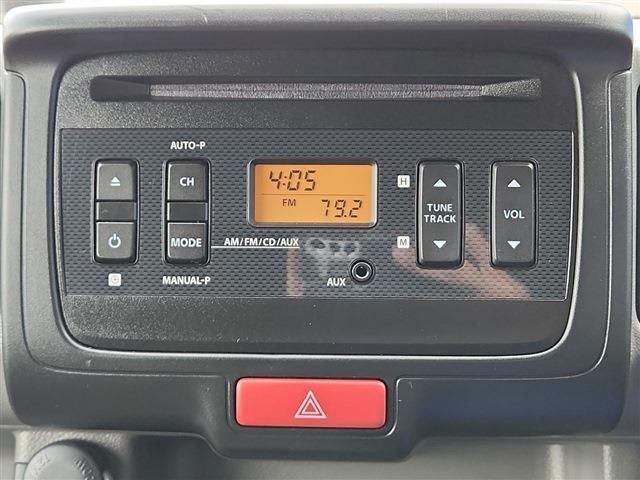 AUTO-P
CH
MODE
AM/FM/CD/AUX
MANUAL-P
4:05
FM 79.2
AUX
H
M
TUNE
TRACK
VOL